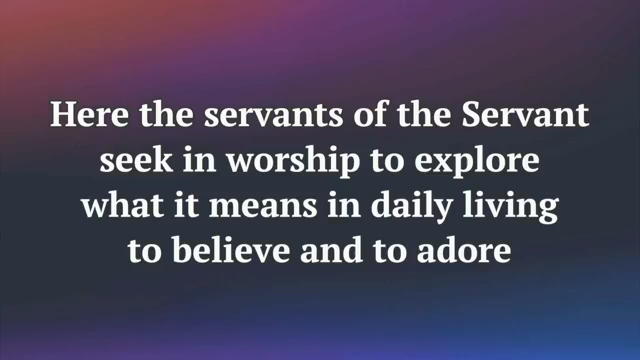 Here the servants of the Servant
seek in worship to explore
what it means in daily living
to believe and to adore